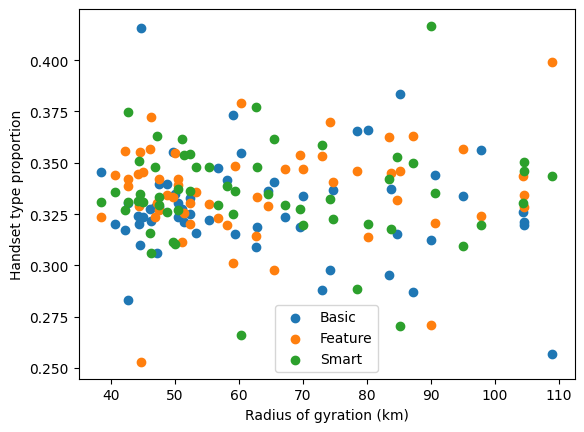 Handset type proportion
0.400
0.375
0.350
0.325
0.300
0.275
0.250
Basic
Feature
Smart
40 50 60 70 80 90 100 110
Radius of gyration (km)